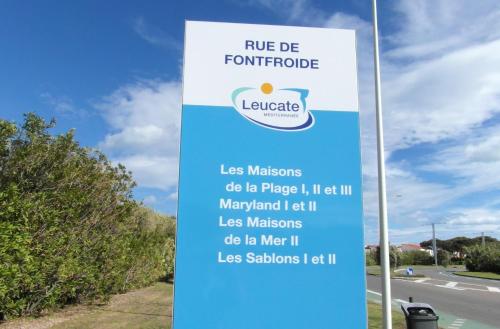 RUE DE
FONTFROIDE
Leucate
MÉDITERRANÉE
Les Maisons
de la Plage I, II et III
Maryland I et II
Les Maisons
de la Mer II
Les Sablons I et II